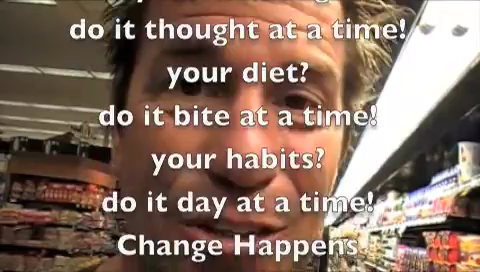 do it thought at a time!
your diet?
do it bite at a time!
your habits?
do it day at a time!
Change Happens